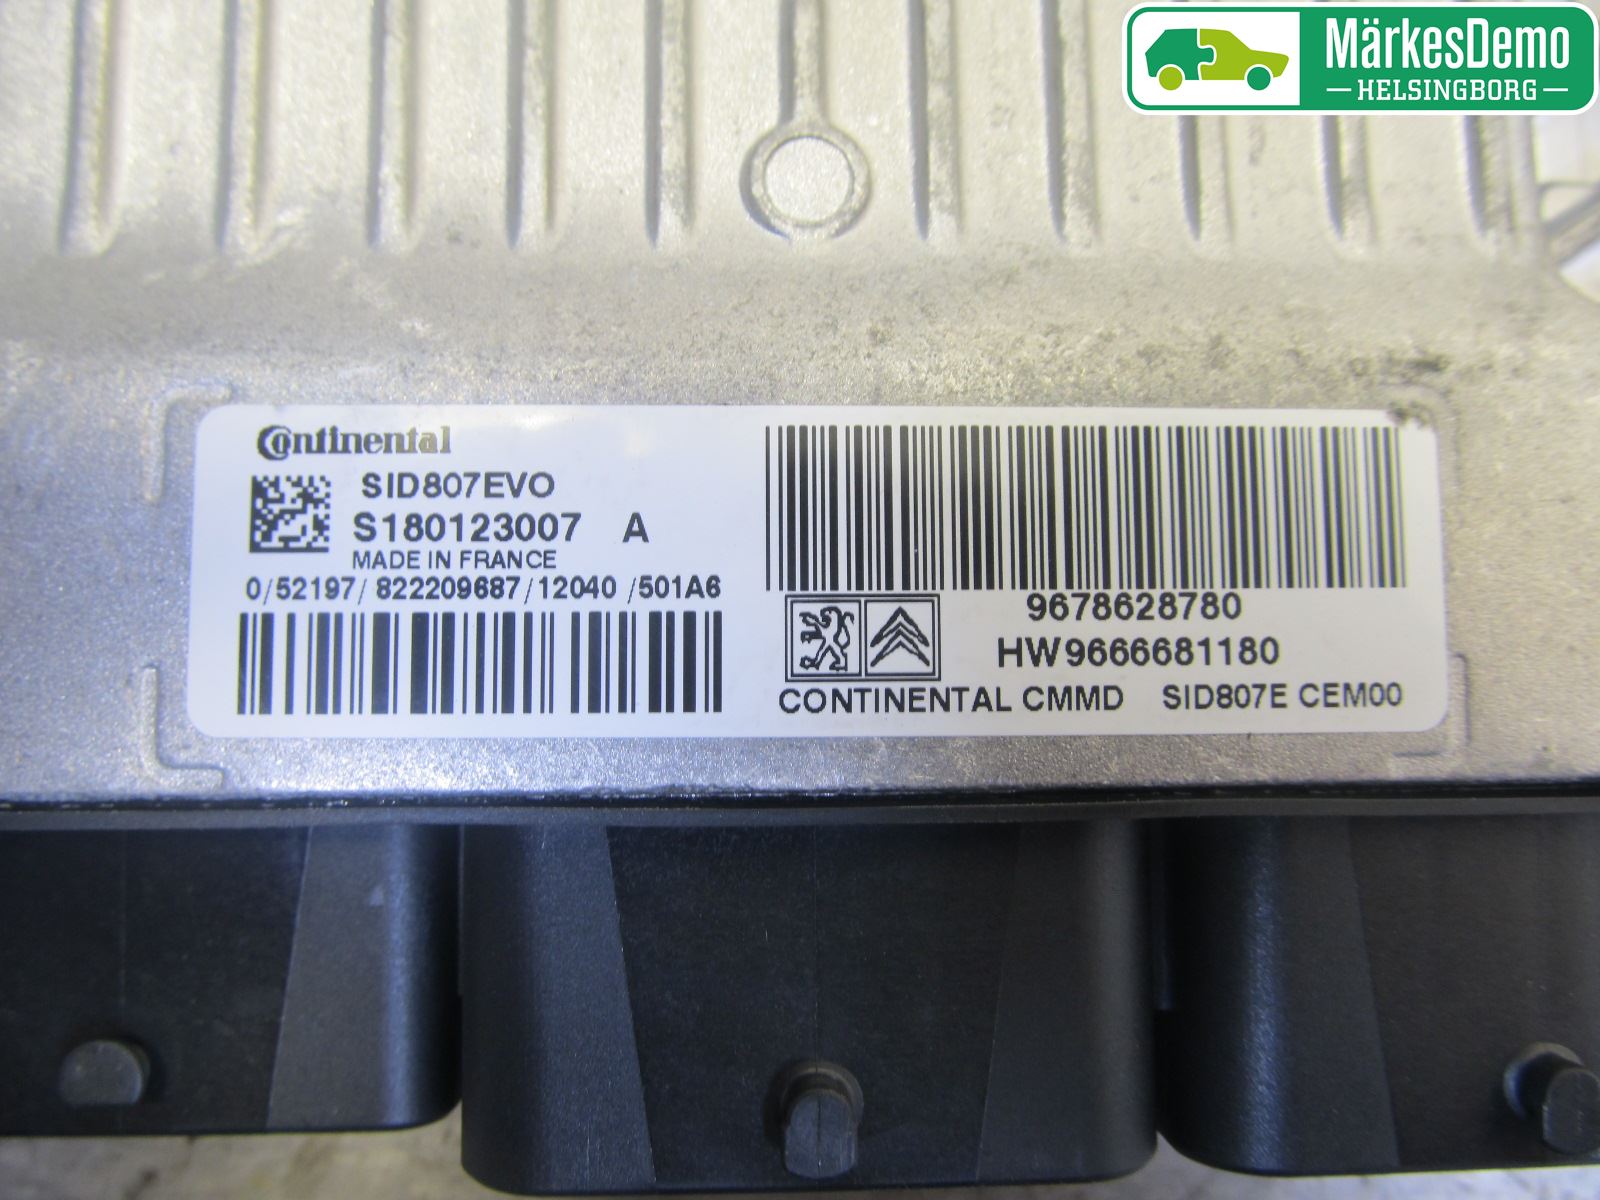 MärkesDemo
HELSINGBORG
Continental
SID807EVO
S180123007 A
MADE IN FRANCE
0/52197/822209687/12040/501A6
9678628780
HW9666681180
CONTINENTAL CMMD SID807E CEM00